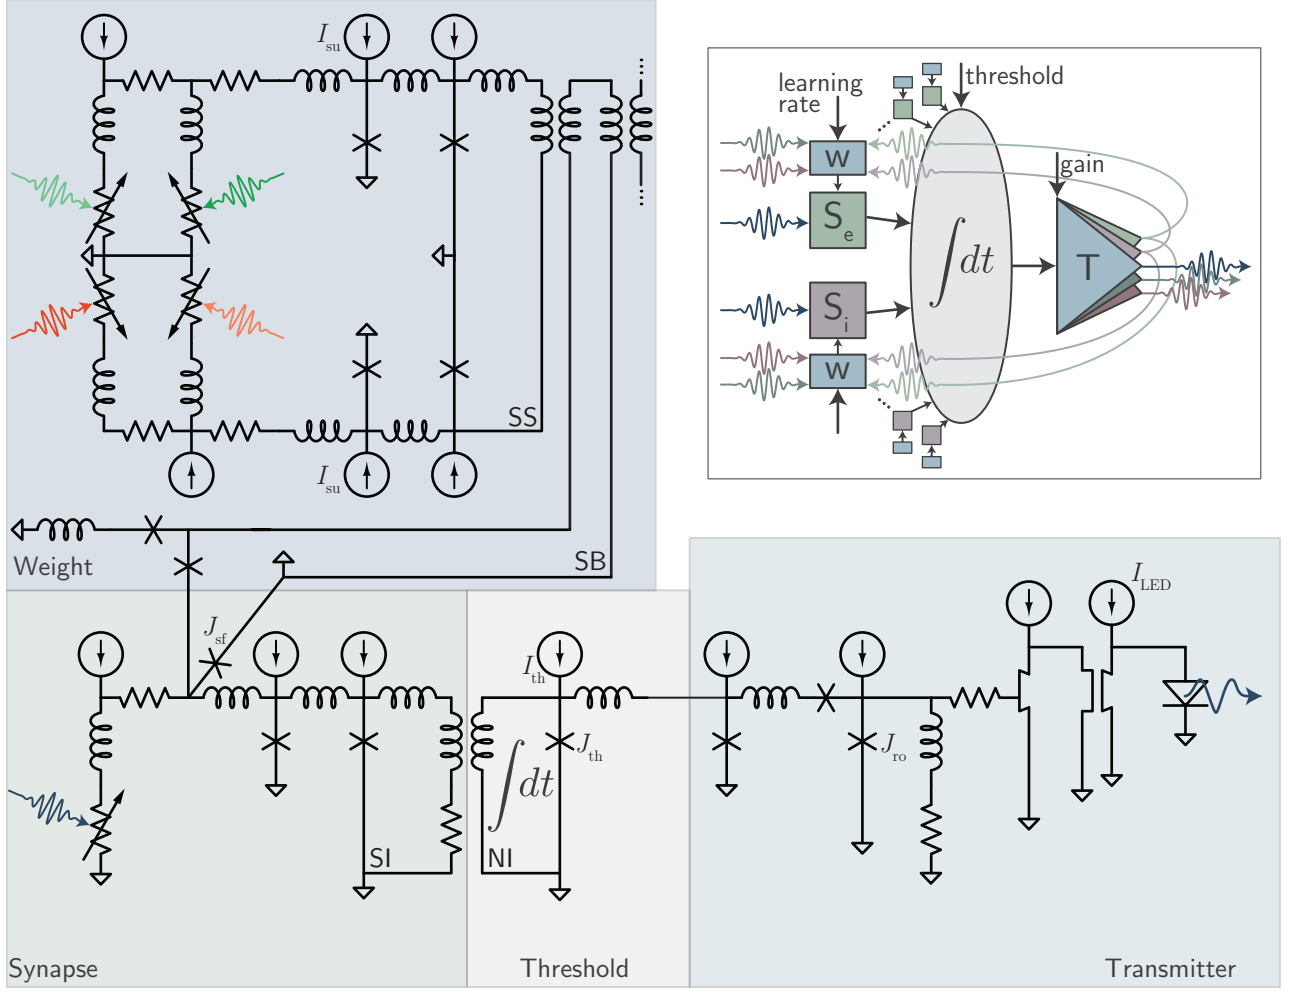 I_su
SS
I_su
Weight
SB
learning
rate
threshold
gain
w
S_e
∫dt
T
S_i
w
J_sf
I_th
J_th
∫dt
SI
NI
Synapse
Threshold
I_LED
J_ro
Transmitter